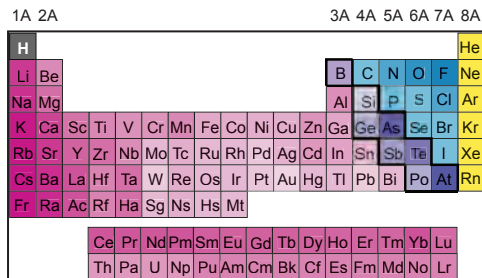 1A 2A 3A 4A 5A 6A 7A 8A
H He
Li Be B C N O F Ne
Na Mg Al Si P S Cl Ar
K Ca Sc Ti V Cr Mn Fe Co Ni Cu Zn Ga Ge As Se Br Kr
Rb Sr Y Zr Nb Mo Tc Ru Rh Pd Ag Cd In Sn Sb Te I Xe
Cs Ba La Hf Ta W Re Os Ir Pt Au Hg Tl Pb Bi Po At Rn
Fr Ra Ac Rf Ha Sg Ns Hs Mt
Ce Pr Nd Pm Sm Eu Gd Tb Dy Ho Er Tm Yb Lu
Th Pa U Np Pu Am Cm Bk Cf Es Fm Md No Lr